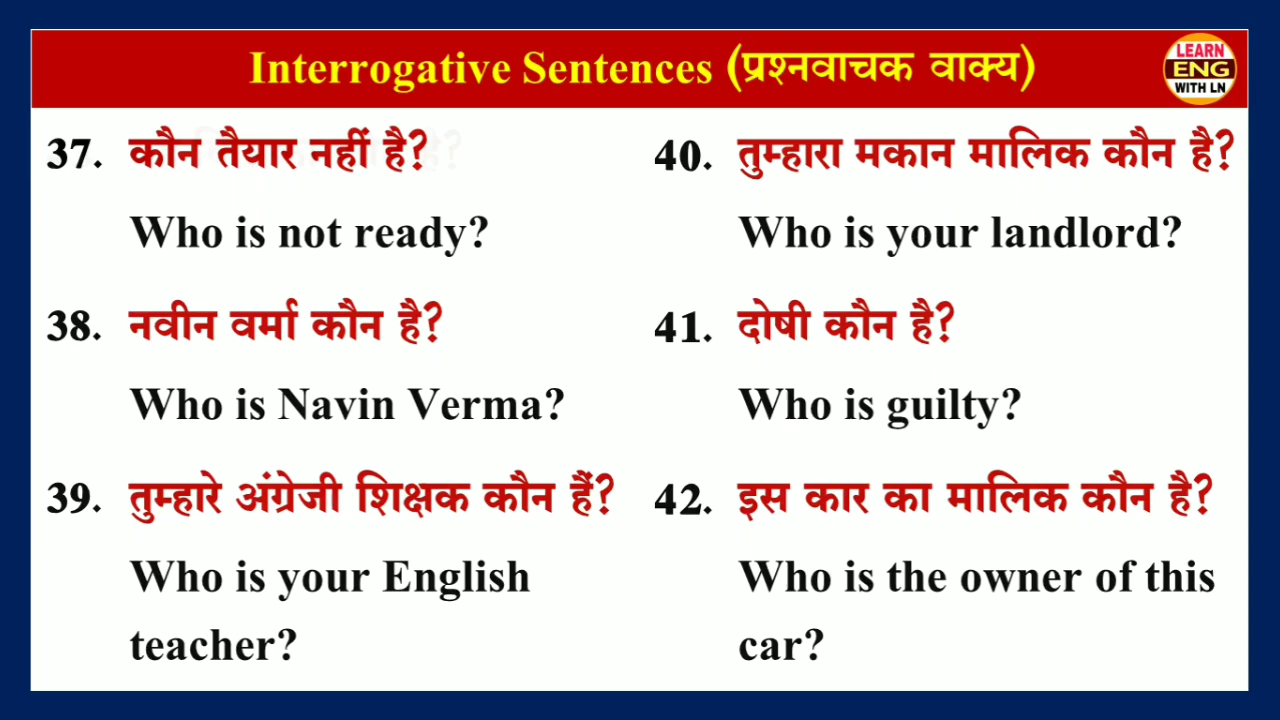 Interrogative Sentences (प्रश्नवाचक वाक्य)
LEARN
ENG
WITH LN
37. कौन तैयार नहीं है?
Who is not ready?
38. नवीन वर्मा कौन है?
Who is Navin Verma?
39. तुम्हारे अंग्रेजी शिक्षक कौन हैं?
Who is your English
teacher?
40. तुम्हारा मकान मालिक कौन है?
Who is your landlord?
41. दोषी कौन है?
Who is guilty?
42. इस कार का मालिक कौन है?
Who is the owner of this
car?